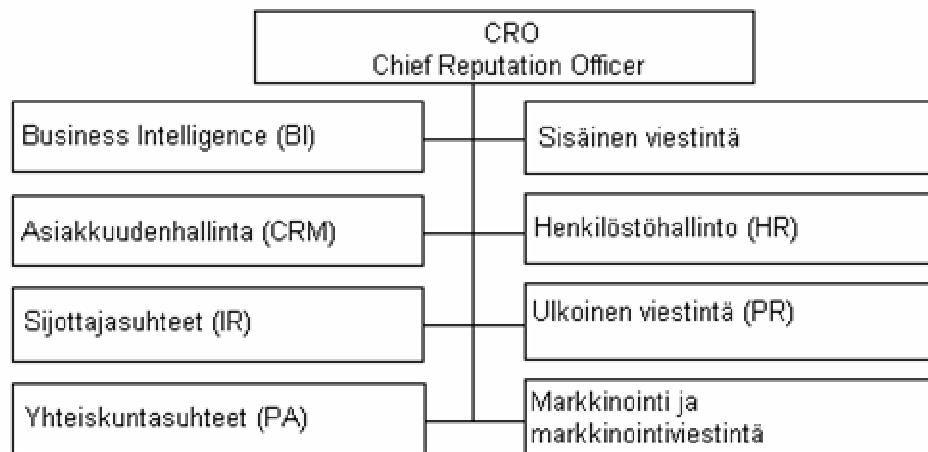 CRO
Chief Reputation Officer
Business Intelligence (BI)
Sisäinen viestintä
Asiakkuudenhallinta (CRM)
Henkilöstöhallinto (HR)
Sijottajasuhteet (IR)
Ulkoinen viestintä (PR)
Yhteiskuntasuhteet (PA)
Markkinointi ja
markkinointiviestintä